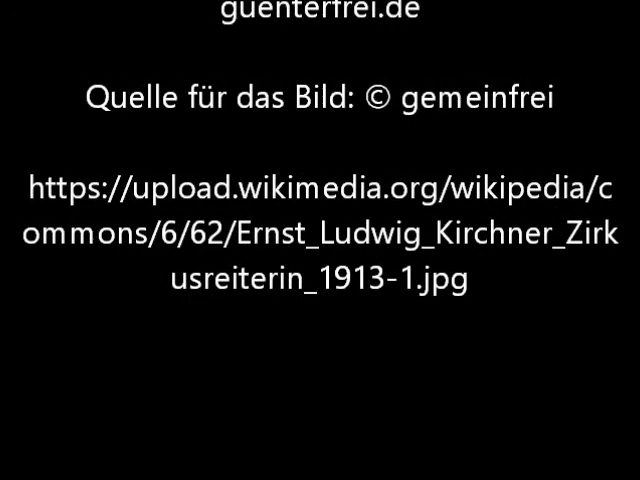 guenterfrei.de
Quelle für das Bild: © gemeinfrei
https://upload.wikimedia.org/wikipedia/c
ommons/6/62/Ernst_Ludwig_Kirchner_Zirk
usreiterin_1913-1.jpg